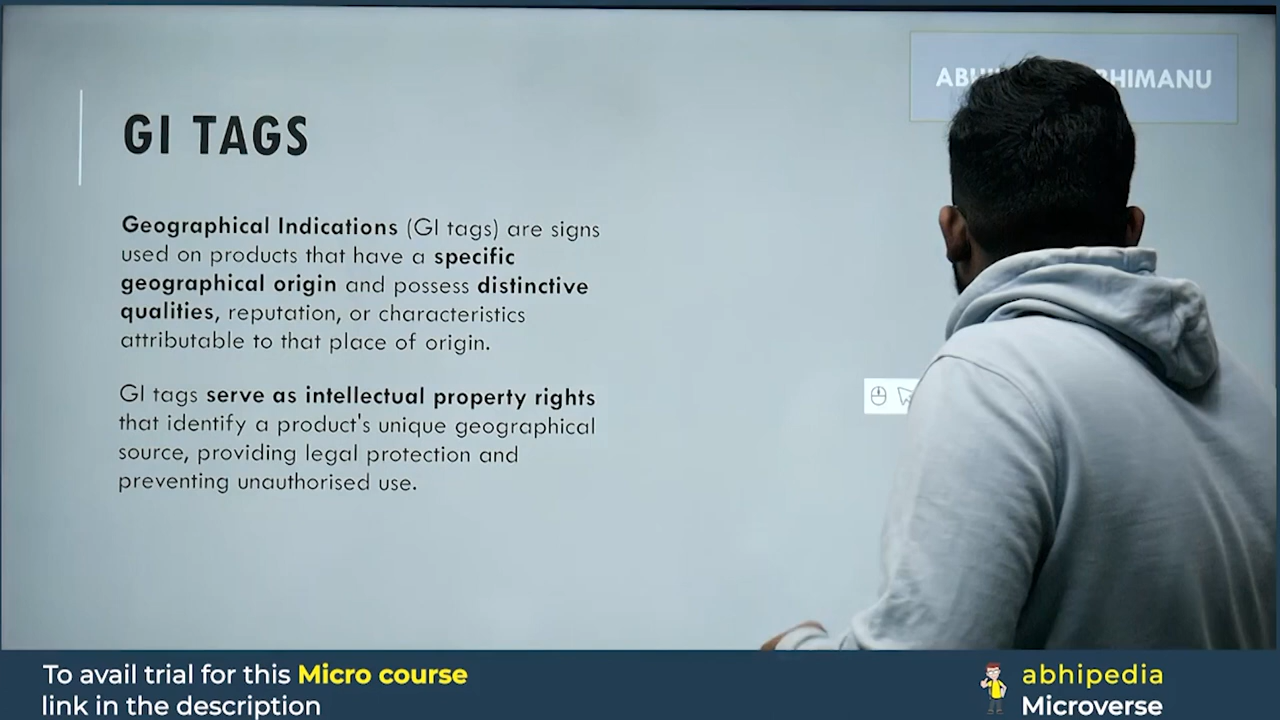 GI TAGS
Geographical Indications (GI tags) are signs
used on products that have a specific
geographical origin and possess distinctive
qualities, reputation, or characteristics
attributable to that place of origin.
GI tags serve as intellectual property rights
that identify a product's unique geographical
source, providing legal protection and
preventing unauthorised use.
To avail trial for this Micro course
link in the description
abhipedia
Microverse